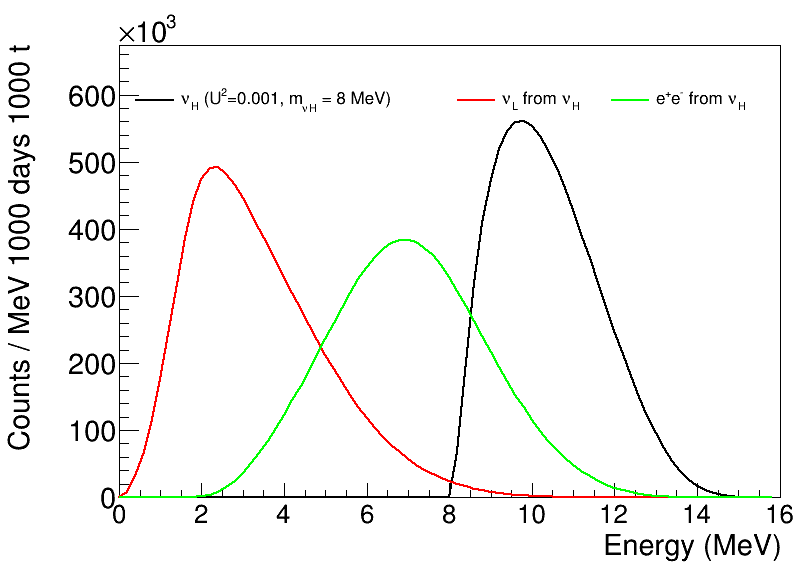 ×10³
Counts / MeV 1000 days 1000 t
ν_H (U²=0.001, m_νH = 8 MeV)
ν_L from ν_H
e⁺e⁻ from ν_H
600
500
400
300
200
100
0
0 2 4 6 8 10 12 14 16
Energy (MeV)